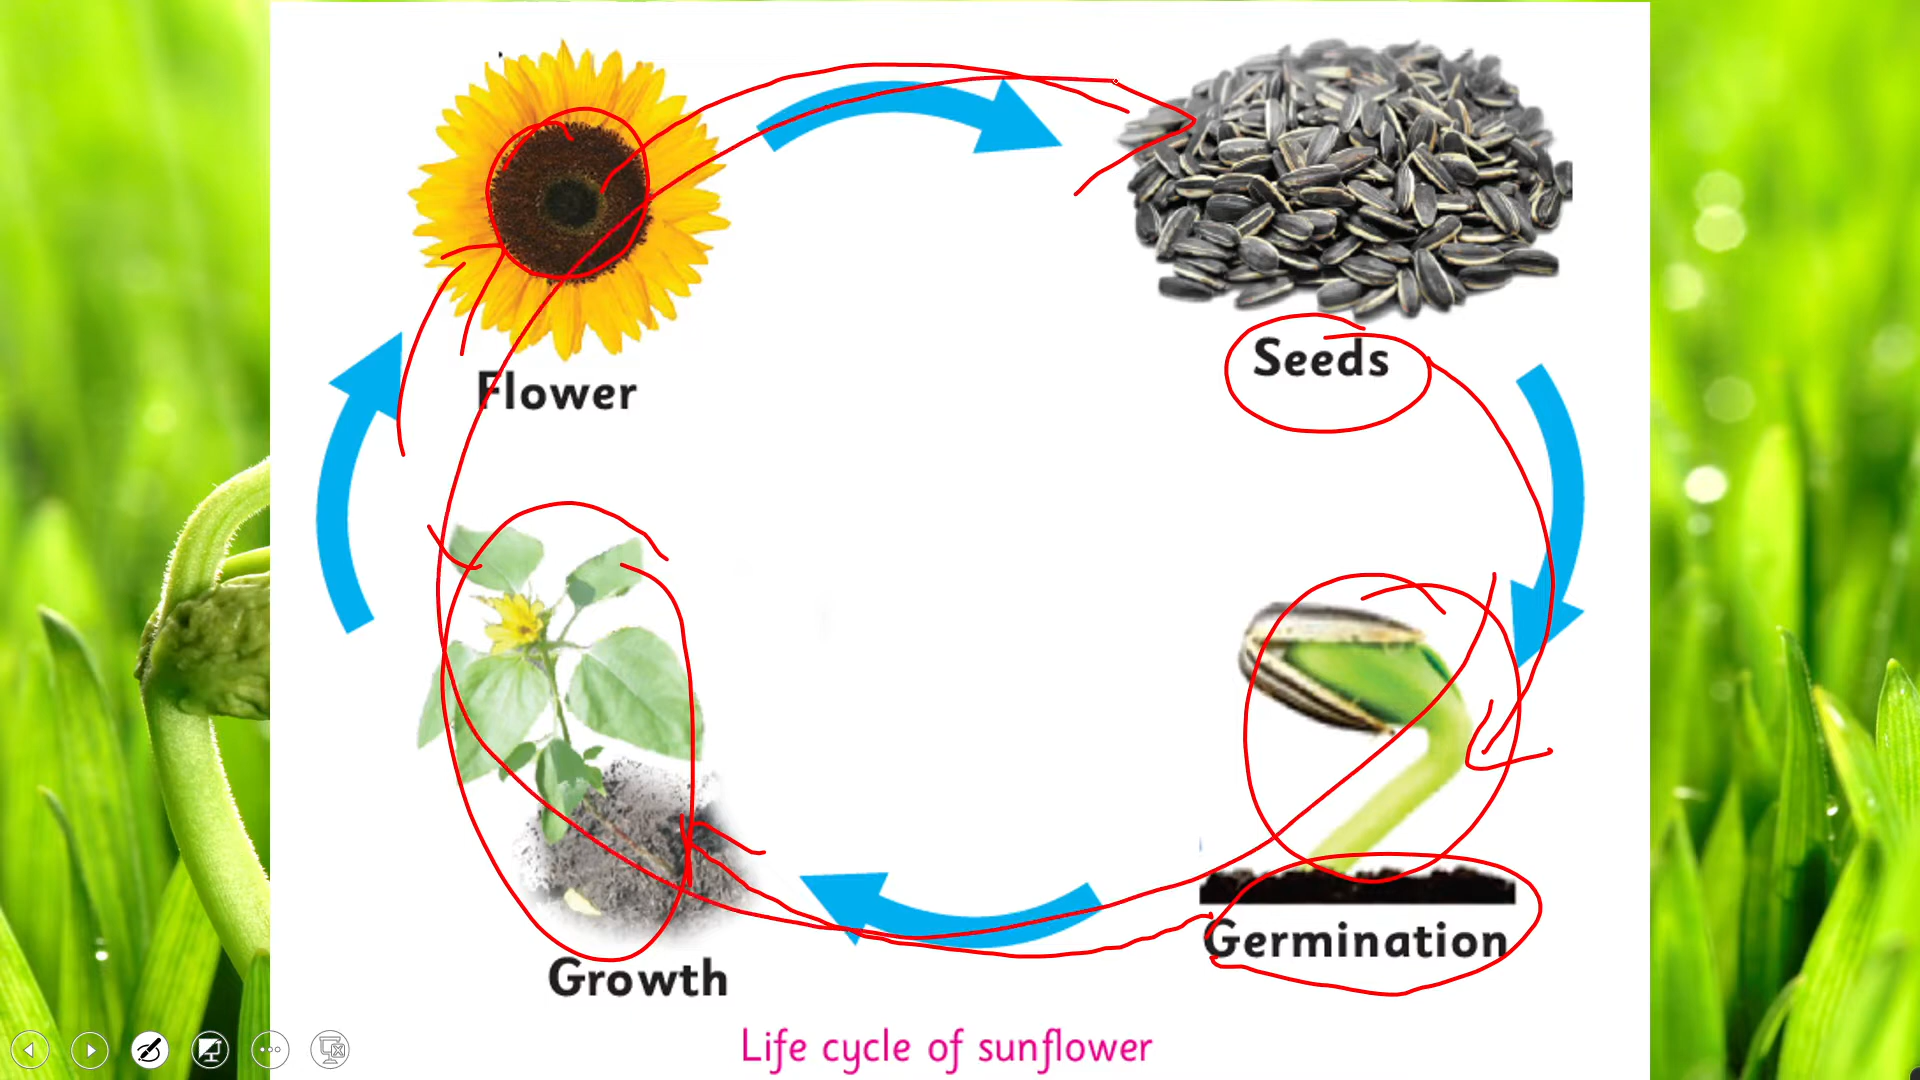 Flower
Seeds
Growth
Germination
Life cycle of sunflower